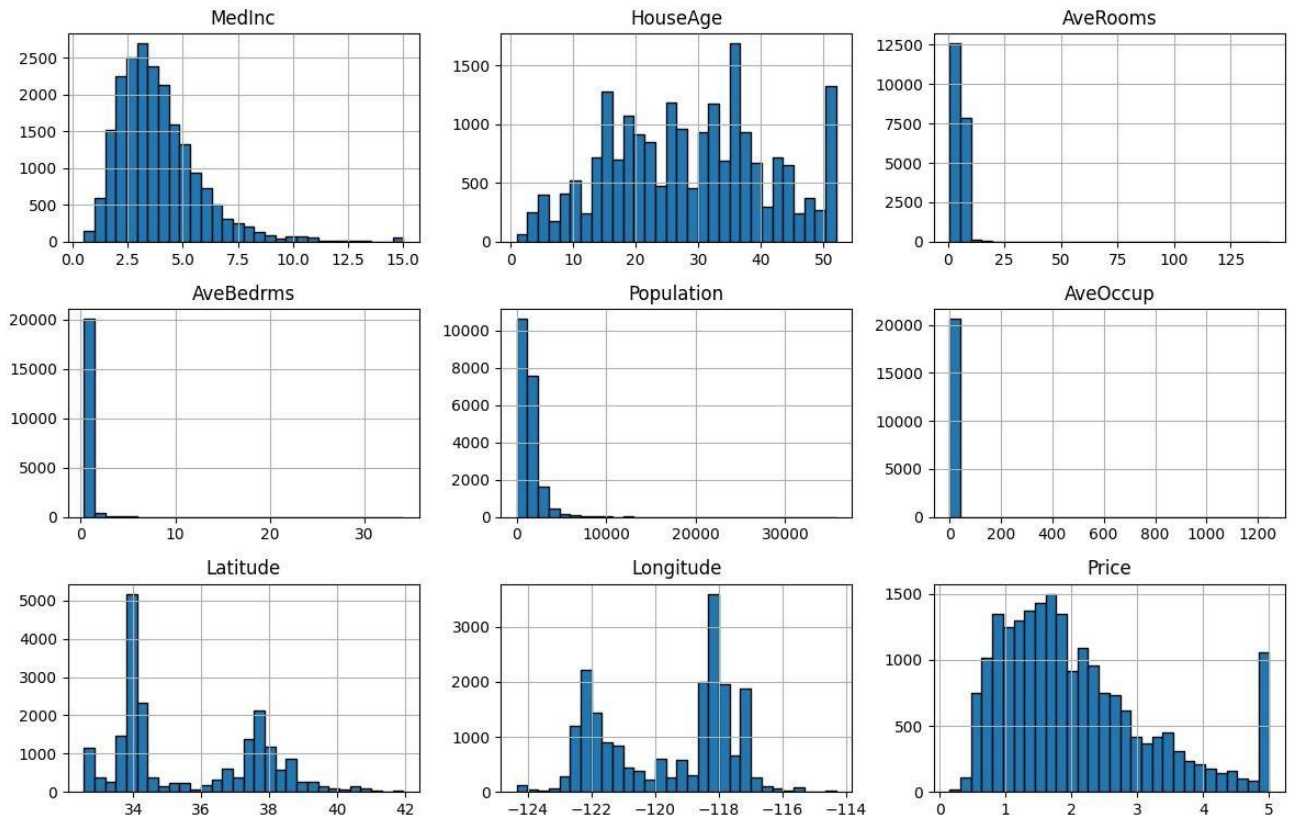 MedInc
HouseAge
AveRooms
2500
2000
1500
1000
500
0
0.0 2.5 5.0 7.5 10.0 12.5 15.0
1500
1000
500
0
0 10 20 30 40 50
12500
10000
7500
5000
2500
0
0 25 50 75 100 125
AveBedrms
Population
AveOccup
20000
15000
10000
5000
0
0 10 20 30
10000
8000
6000
4000
2000
0
0 10000 20000 30000
20000
15000
10000
5000
0
0 200 400 600 800 1000 1200
Latitude
Longitude
Price
5000
4000
3000
2000
1000
0
34 36 38 40 42
3000
2000
1000
0
−124 −122 −120 −118 −116 −114
1500
1000
500
0
0 1 2 3 4 5